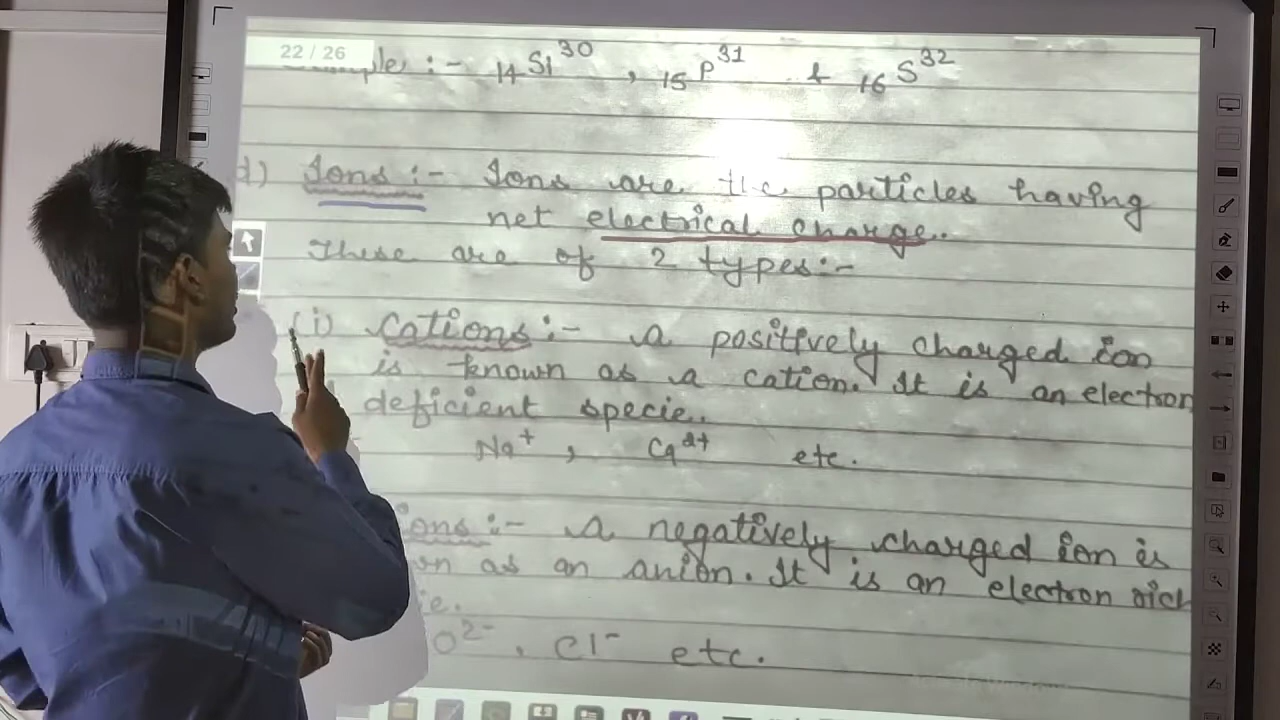 22 / 26
:- ₁₄Si³⁰ , ₁₅P³¹ & ₁₆S³²
d) Ions :- Ions are the particles having
net electrical charge.
These are of 2 types:-
(i) Cations :- A positively charged ion
is known as a cation. It is an electron
deficient specie.
Na⁺ , Ca²⁺ etc.
:- A negatively charged ion is
as an anion. It is an electron rich
O²⁻ , Cl⁻ etc.